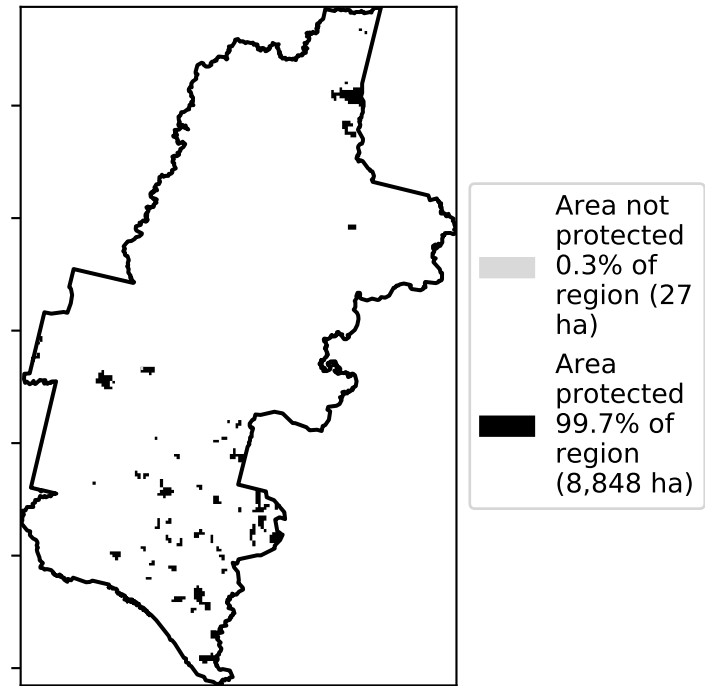 Area not
protected
0.3% of
region (27
ha)
Area
protected
99.7% of
region
(8,848 ha)